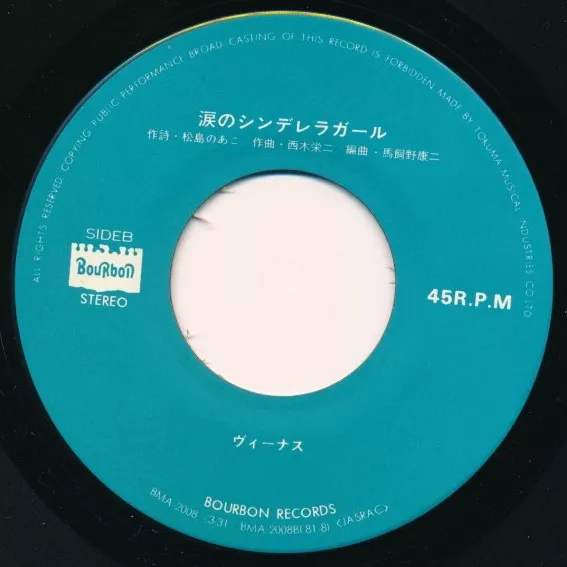 ALL RIGHTS RESERVED COPYING PUBLIC PERFORMANCE BROAD CASTING OF THIS RECORD IS FORBIDDEN MADE BY TOKUMA MUSICAL INDUSTRIES CO.LTD
涙のシンデレラガール
作詩・松島のあこ 作曲・西木栄二 編曲・馬飼野康二
SIDEB
BouRbon
STEREO
45R.P.M
ヴィーナス
BOURBON RECORDS
BMA-2008 (3.31 BMA-2008B(81.8) (JASRAC)